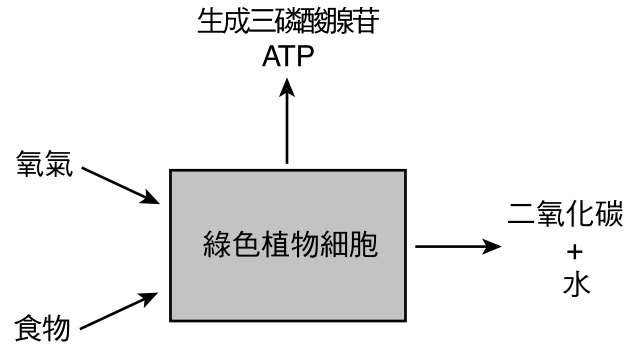 生成三磷酸腺苷
ATP
氧氣
綠色植物細胞
二氧化碳
+
水
食物